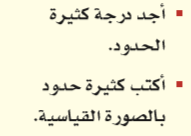 ▪ أجد درجة كثيرة
الحدود.
▪ أكتب كثيرة حدود
بالصورة القياسية.